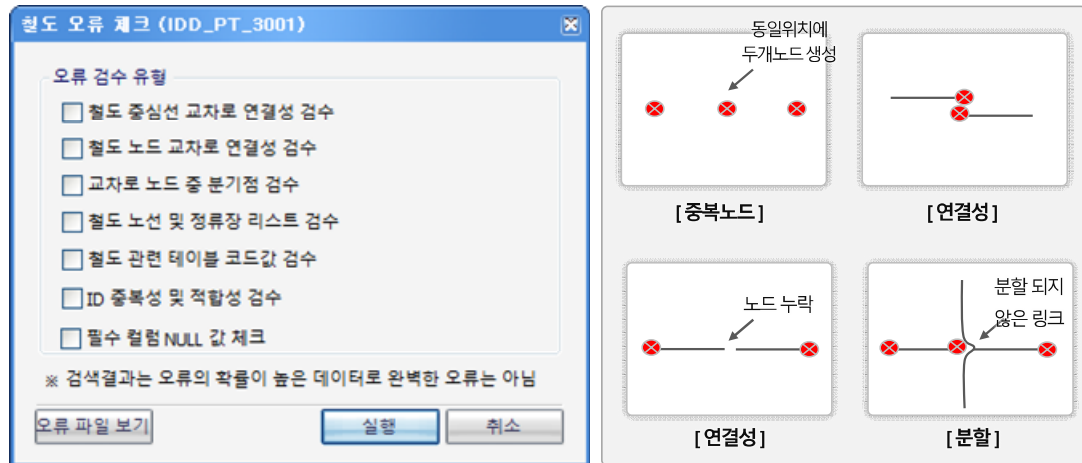 철도 오류 체크 (IDD_PT_3001)
오류 검수 유형
철도 중심선 교차로 연결성 검수
철도 노드 교차로 연결성 검수
교차로 노드 중 분기점 검수
철도 노선 및 정류장 리스트 검수
철도 관련 테이블 코드값 검수
ID 중복성 및 적합성 검수
필수 컬럼 NULL 값 체크
※ 검색결과는 오류의 확률이 높은 데이터로 완벽한 오류는 아님
오류 파일 보기
실행
취소
동일위치에
두개노드 생성
[ 중복노드 ]
[ 연결성 ]
노드 누락
[ 연결성 ]
분할 되지
않은 링크
[ 분할 ]